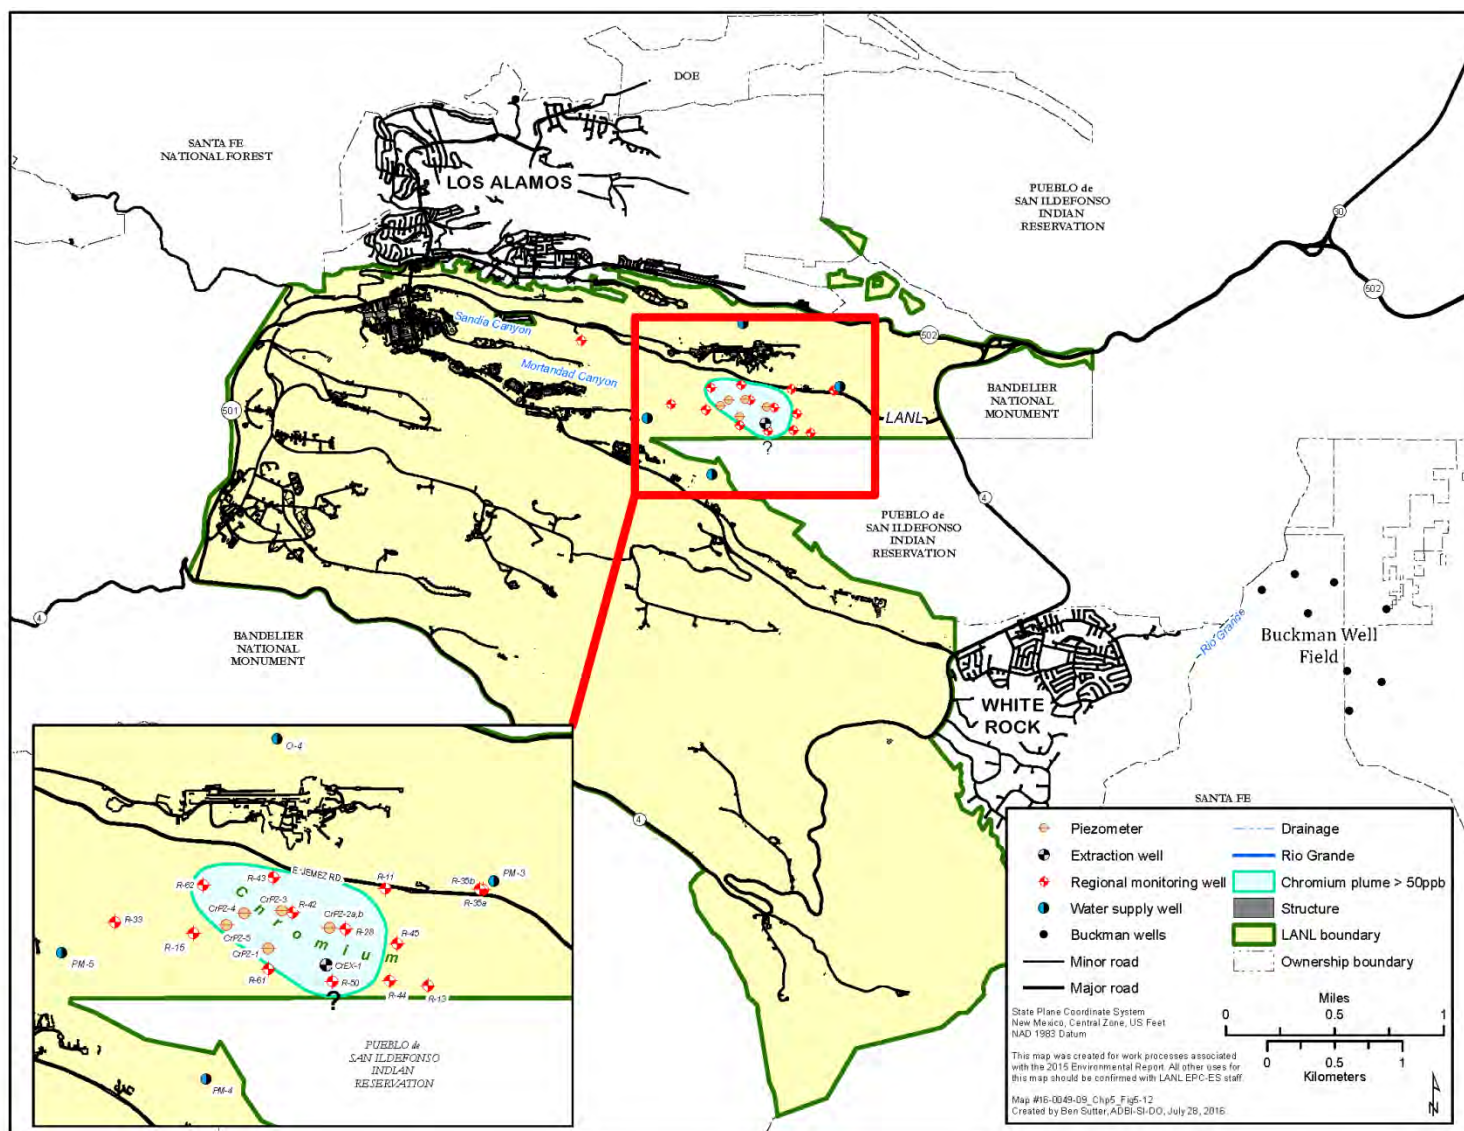 DOE
SANTA FE
NATIONAL FOREST
LOS ALAMOS
PUEBLO de
SAN ILDEFONSO
INDIAN
RESERVATION
30
502
502
Sandia Canyon
Mortandad Canyon
501
LANL
BANDELIER
NATIONAL
MONUMENT
?
4
PUEBLO de
SAN ILDEFONSO
INDIAN
RESERVATION
4
BANDELIER
NATIONAL
MONUMENT
Rio Grande
Buckman Well
Field
WHITE
ROCK
4
SANTA FE
O-4
E. JEMEZ RD
R-62
R-43
R-11
R-35b
PM-3
R-35a
CrPZ-3
CrPZ-4
R-42
CrPZ-2a,b
R-33
R-15
CrPZ-5
R-28
R-45
Chromium
CrPZ-1
PM-5
CrEX-1
R-61
R-50
R-44
R-13
?
PUEBLO de
SAN ILDEFONSO
INDIAN
RESERVATION
PM-4
Piezometer
Extraction well
Regional monitoring well
Water supply well
Buckman wells
Minor road
Major road
Drainage
Rio Grande
Chromium plume > 50ppb
Structure
LANL boundary
Ownership boundary
State Plane Coordinate System
New Mexico, Central Zone, US Feet
NAD 1983 Datum
This map was created for work processes associated
with the 2015 Environmental Report. All other uses for
this map should be confirmed with LANL EPC-ES staff.
Map #16-0049-09_Chp5_Fig5-12
Created by Ben Sutter, ADBI-SI-DO, July 28, 2016
Miles
0 0.5 1
0 0.5 1
Kilometers
N